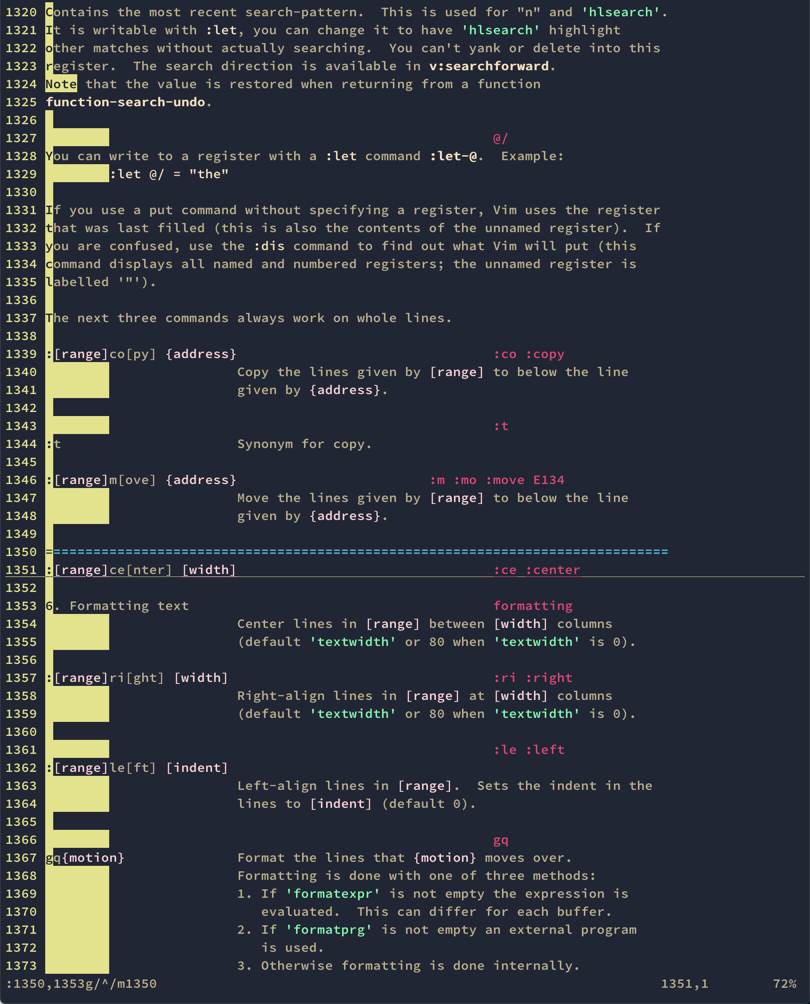 1320 Contains the most recent search-pattern.  This is used for "n" and 'hlsearch'.
1321 It is writable with :let, you can change it to have 'hlsearch' highlight
1322 other matches without actually searching.  You can't yank or delete into this
1323 register.  The search direction is available in v:searchforward.
1324 Note that the value is restored when returning from a function
1325 function-search-undo.
1326
1327 @/
1328 You can write to a register with a :let command :let-@.  Example:
1329 :let @/ = "the"
1330
1331 If you use a put command without specifying a register, Vim uses the register
1332 that was last filled (this is also the contents of the unnamed register).  If
1333 you are confused, use the :dis command to find out what Vim will put (this
1334 command displays all named and numbered registers; the unnamed register is
1335 labelled '"').
1336
1337 The next three commands always work on whole lines.
1338
1339 :[range]co[py] {address} :co :copy
1340 Copy the lines given by [range] to below the line
1341 given by {address}.
1342
1343 :t
1344 :t Synonym for copy.
1345
1346 :[range]m[ove] {address} :m :mo :move E134
1347 Move the lines given by [range] to below the line
1348 given by {address}.
1349
1350 ==============================================================================
1351 :[range]ce[nter] [width] :ce :center
1352
1353 6. Formatting text formatting
1354 Center lines in [range] between [width] columns
1355 (default 'textwidth' or 80 when 'textwidth' is 0).
1356
1357 :[range]ri[ght] [width] :ri :right
1358 Right-align lines in [range] at [width] columns
1359 (default 'textwidth' or 80 when 'textwidth' is 0).
1360
1361 :le :left
1362 :[range]le[ft] [indent]
1363 Left-align lines in [range].  Sets the indent in the
1364 lines to [indent] (default 0).
1365
1366 gq
1367 gq{motion} Format the lines that {motion} moves over.
1368 Formatting is done with one of three methods:
1369 1. If 'formatexpr' is not empty the expression is
1370 evaluated.  This can differ for each buffer.
1371 2. If 'formatprg' is not empty an external program
1372 is used.
1373 3. Otherwise formatting is done internally.
:1350,1353g/^/m1350 1351,1 72%